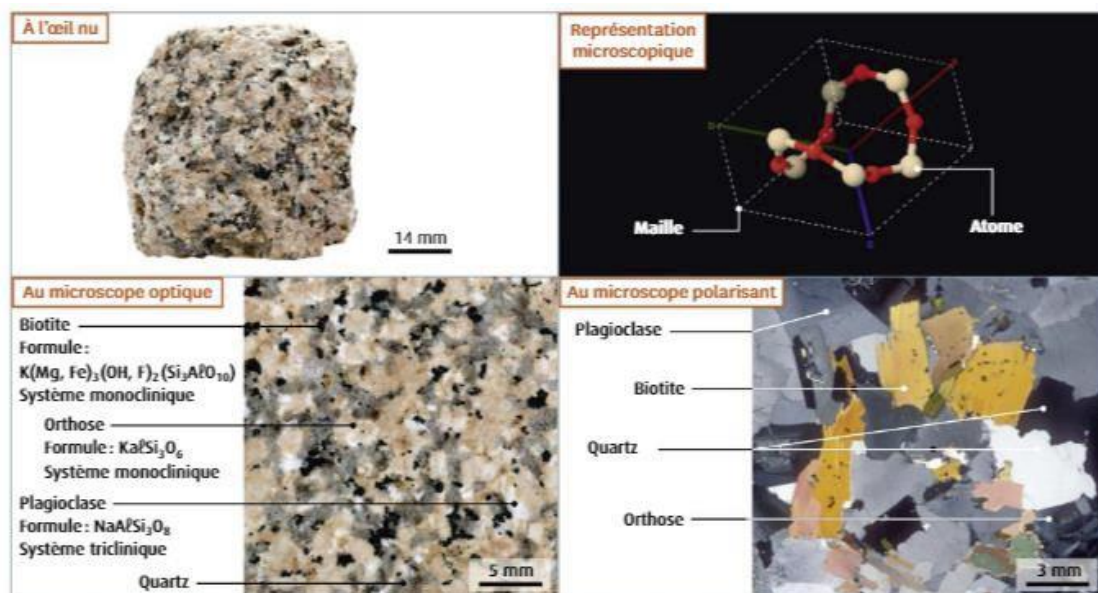 À l'œil nu
14 mm
Représentation
microscopique
Maille
Atome
Au microscope optique
Biotite
Formule :
K(Mg, Fe)₃(OH, F)₂(Si₃AℓO₁₀)
Système monoclinique
Orthose
Formule : KaℓSi₃O₆
Système monoclinique
Plagioclase
Formule : NaAℓSi₃O₈
Système triclinique
Quartz
5 mm
Au microscope polarisant
Plagioclase
Biotite
Quartz
Orthose
3 mm